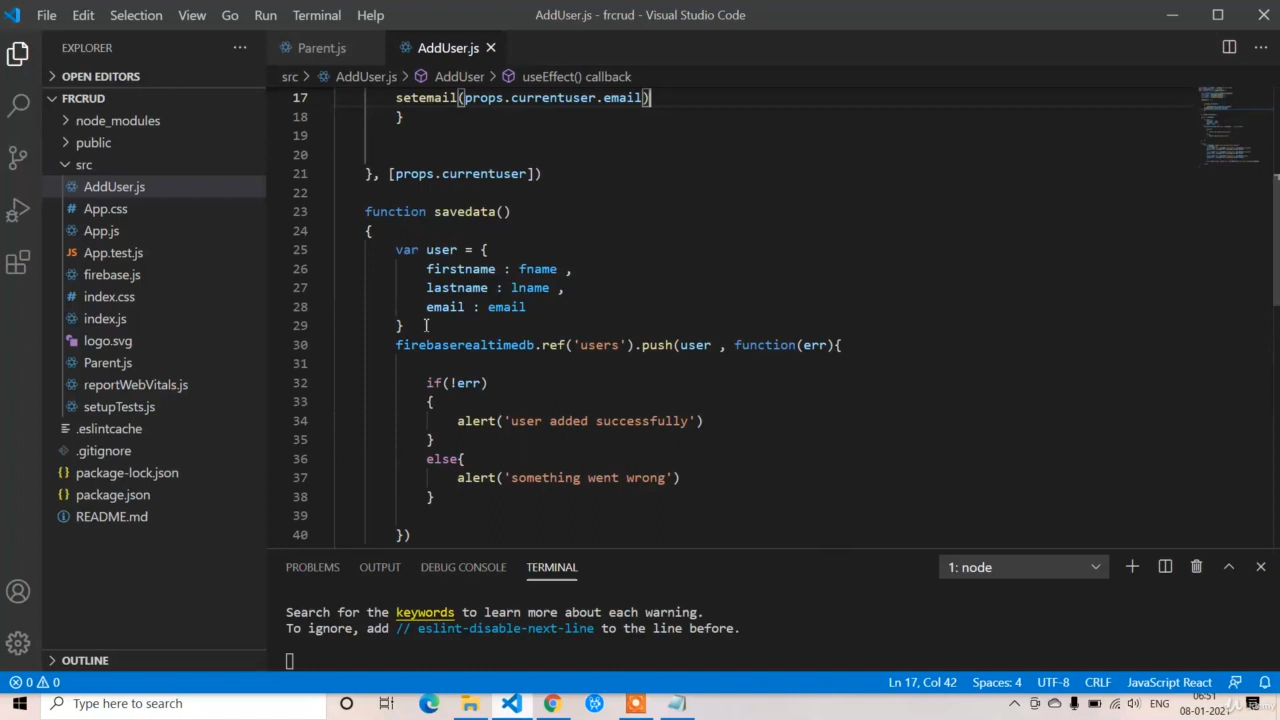 File Edit Selection View Go Run Terminal Help AddUser.js - frcrud - Visual Studio Code
EXPLORER
Parent.js AddUser.js
OPEN EDITORS
src > AddUser.js > AddUser > useEffect() callback
FRCRUD
node_modules
public
src
AddUser.js
App.css
App.js
App.test.js
firebase.js
index.css
index.js
logo.svg
Parent.js
reportWebVitals.js
setupTests.js
.eslintcache
.gitignore
package-lock.json
package.json
README.md
OUTLINE
17 setemail(props.currentuser.email)
18 }
19
20
21 }, [props.currentuser])
22
23 function savedata()
24 {
25 var user = {
26 firstname : fname ,
27 lastname : lname ,
28 email : email
29 }
30 firebaserealtimedb.ref('users').push(user , function(err){
31
32 if(!err)
33 {
34 alert('user added successfully')
35 }
36 else{
37 alert('something went wrong')
38 }
39
40 })
PROBLEMS OUTPUT DEBUG CONSOLE TERMINAL 1: node
Search for the keywords to learn more about each warning.
To ignore, add // eslint-disable-next-line to the line before.
0 0 Ln 17, Col 42 Spaces: 4 UTF-8 CRLF JavaScript React
Type here to search ENG 06:51
08-01-2021
Udemy